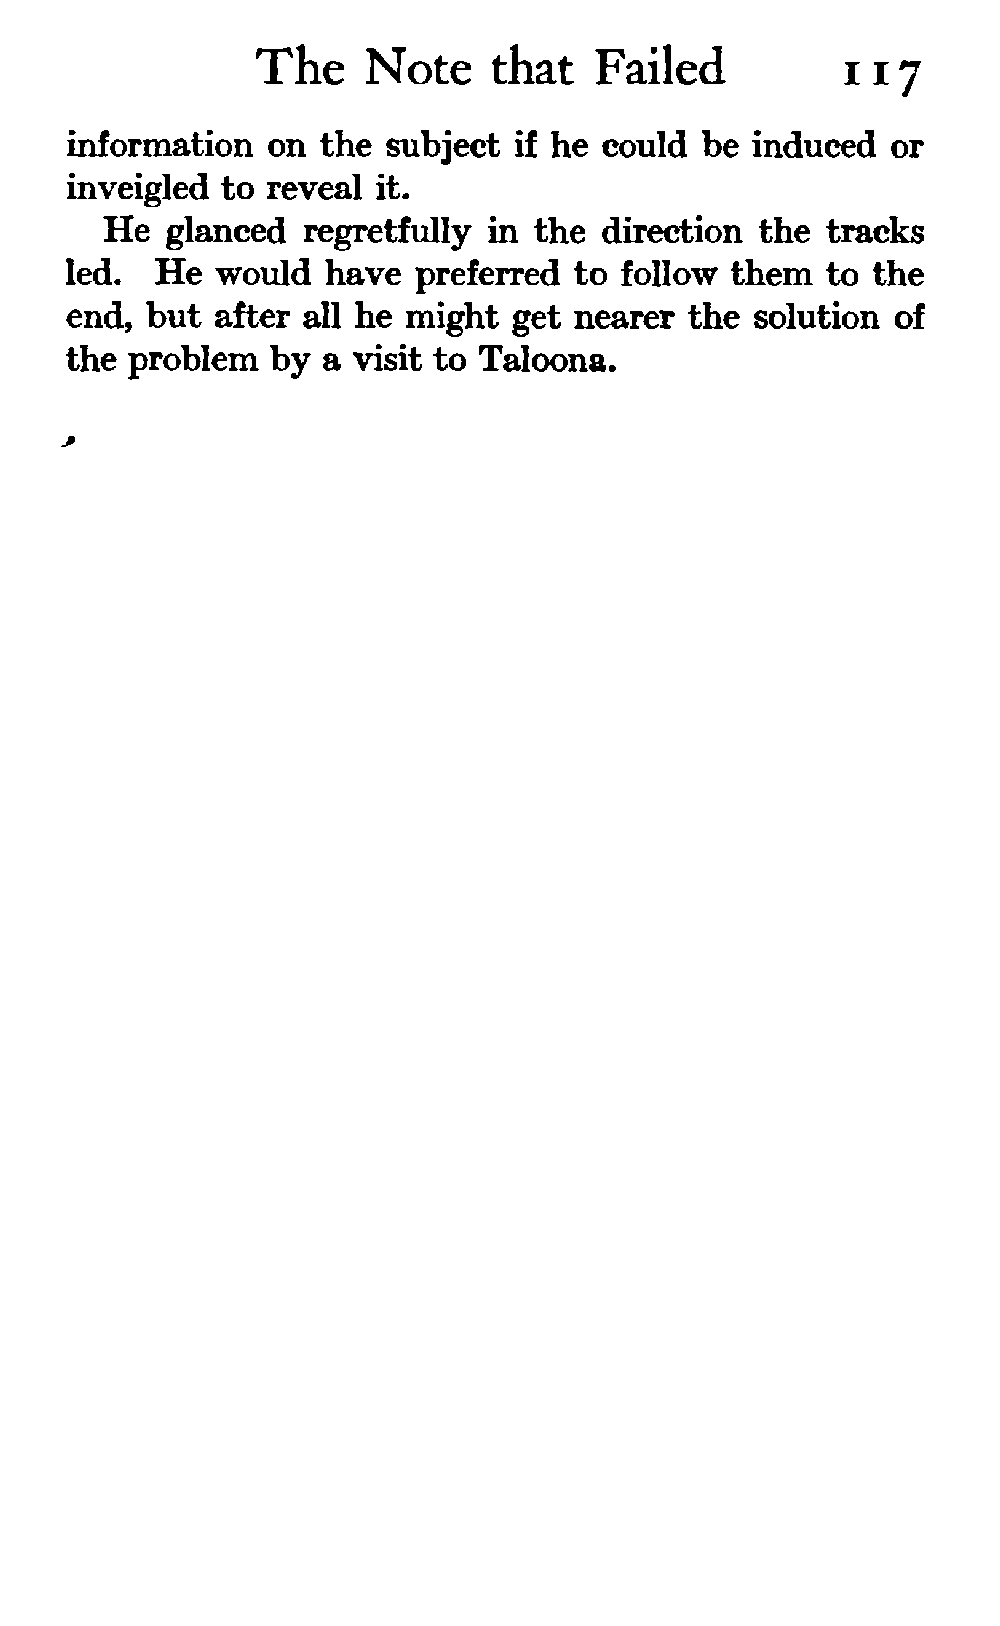 The Note that Failed 117
information on the subject if he could be induced or
inveigled to reveal it.
He glanced regretfully in the direction the tracks
led. He would have preferred to follow them to the
end, but after all he might get nearer the solution of
the problem by a visit to Taloona.